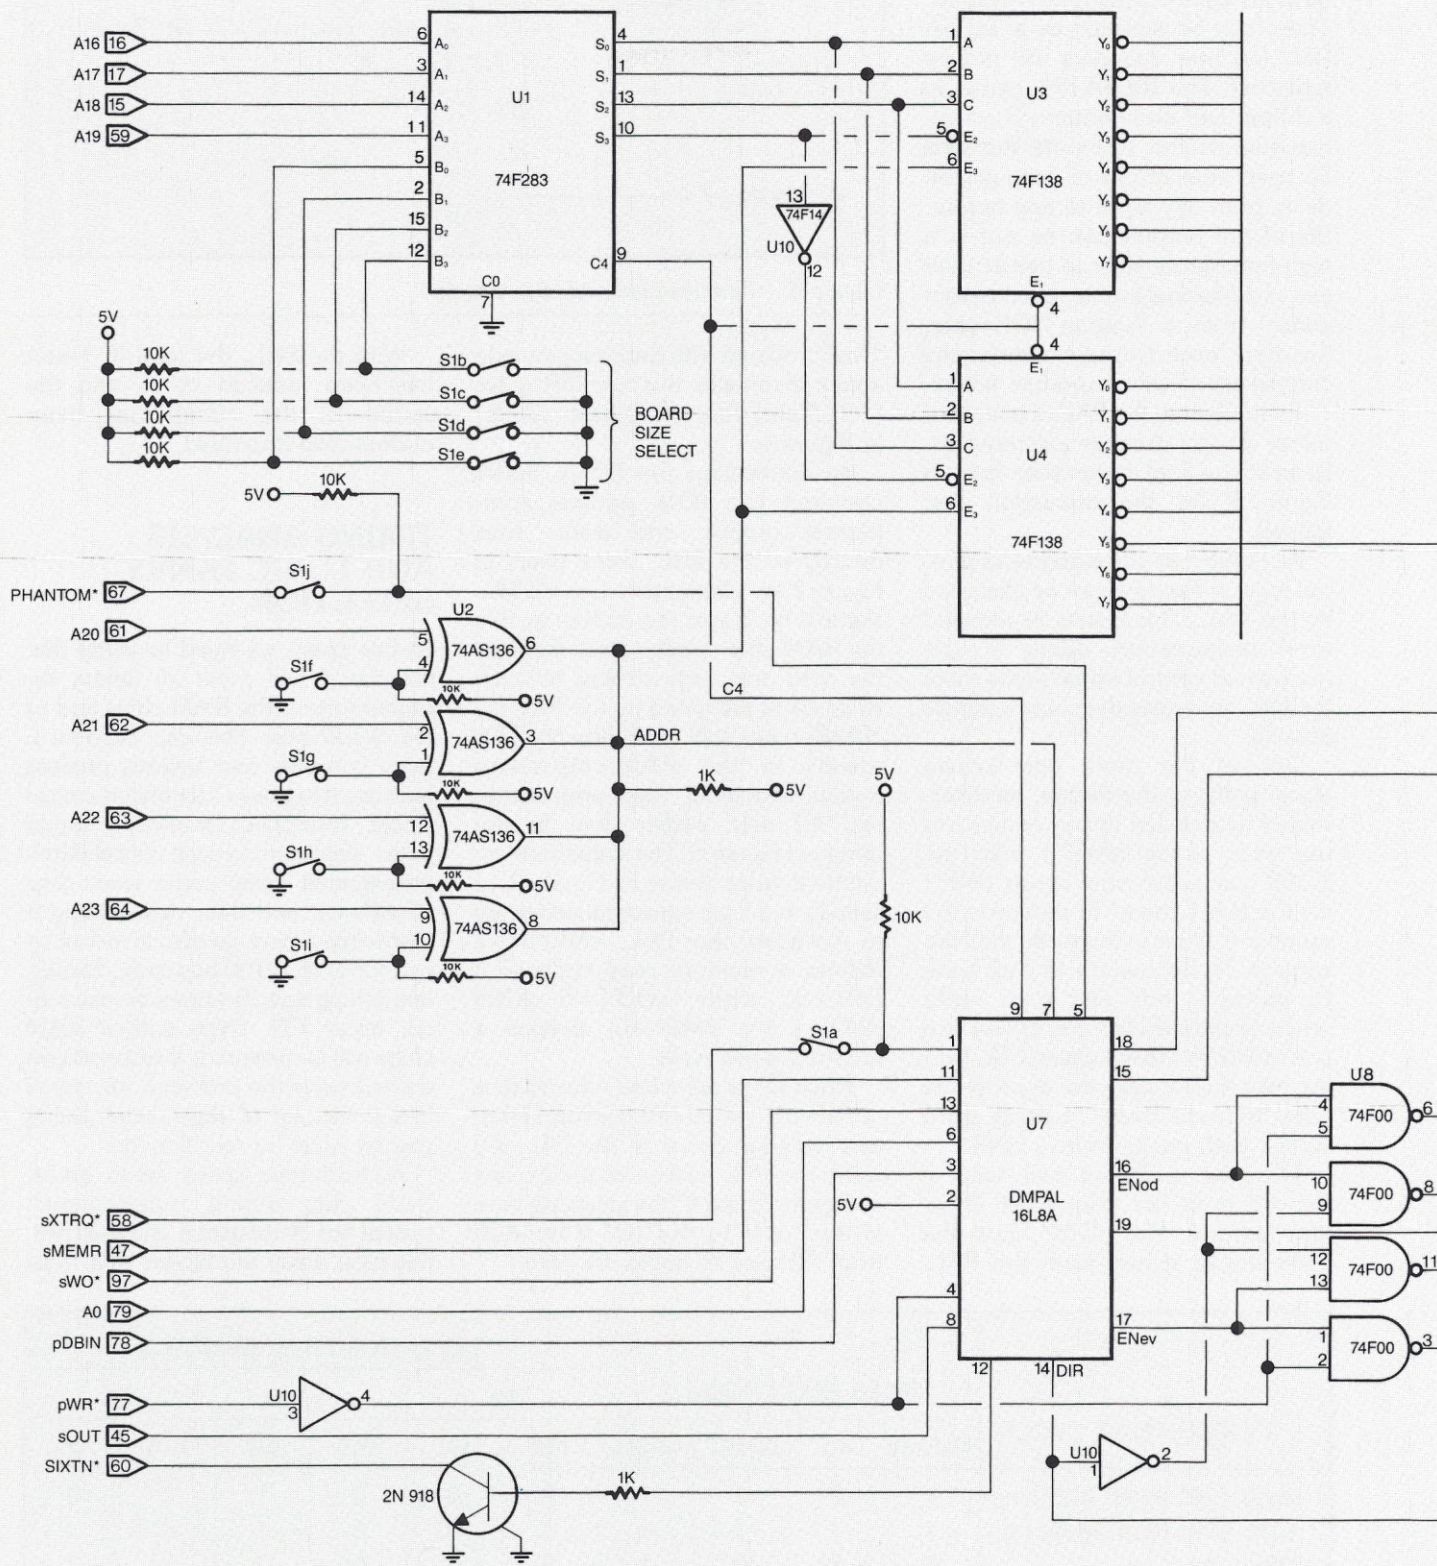 A16 16
A17 17
A18 15
A19 59
6 A0
3 A1
14 A2
11 A3
5 B0
2 B1
15 B2
12 B3
U1
74F283
S0 4
S1 1
S2 13
S3 10
C4 9
C0
7
1 A
2 B
3 C
5 E2
6 E3
U3
74F138
Y0
Y1
Y2
Y3
Y4
Y5
Y6
Y7
E1
4
13
74F14
U10
12
4
E1
1 A
2 B
3 C
5 E2
6 E3
U4
74F138
Y0
Y1
Y2
Y3
Y4
Y5
Y6
Y7
5V
10K
10K
10K
10K
S1b
S1c
S1d
S1e
BOARD
SIZE
SELECT
5V
10K
PHANTOM* 67
S1j
A20 61
S1f
U2
5
4
74AS136
6
10K
5V
C4
A21 62
S1g
2
1
74AS136
3
10K
5V
ADDR
1K
5V
A22 63
S1h
12
13
74AS136
11
10K
5V
A23 64
S1i
9
10
74AS136
8
10K
5V
5V
10K
S1a
9 7 5
1
11
13
6
3
2
4
8
U7
DMPAL
16L8A
18
15
16
ENod
19
17
ENev
12
14 DIR
5V
sXTRQ* 58
sMEMR 47
sWO* 97
A0 79
pDBIN 78
pWR* 77
sOUT 45
SIXTN* 60
U10
3
4
2N 918
1K
U10
1
2
U8
4
5
74F00
6
10
9
74F00
8
12
13
74F00
11
1
2
74F00
3